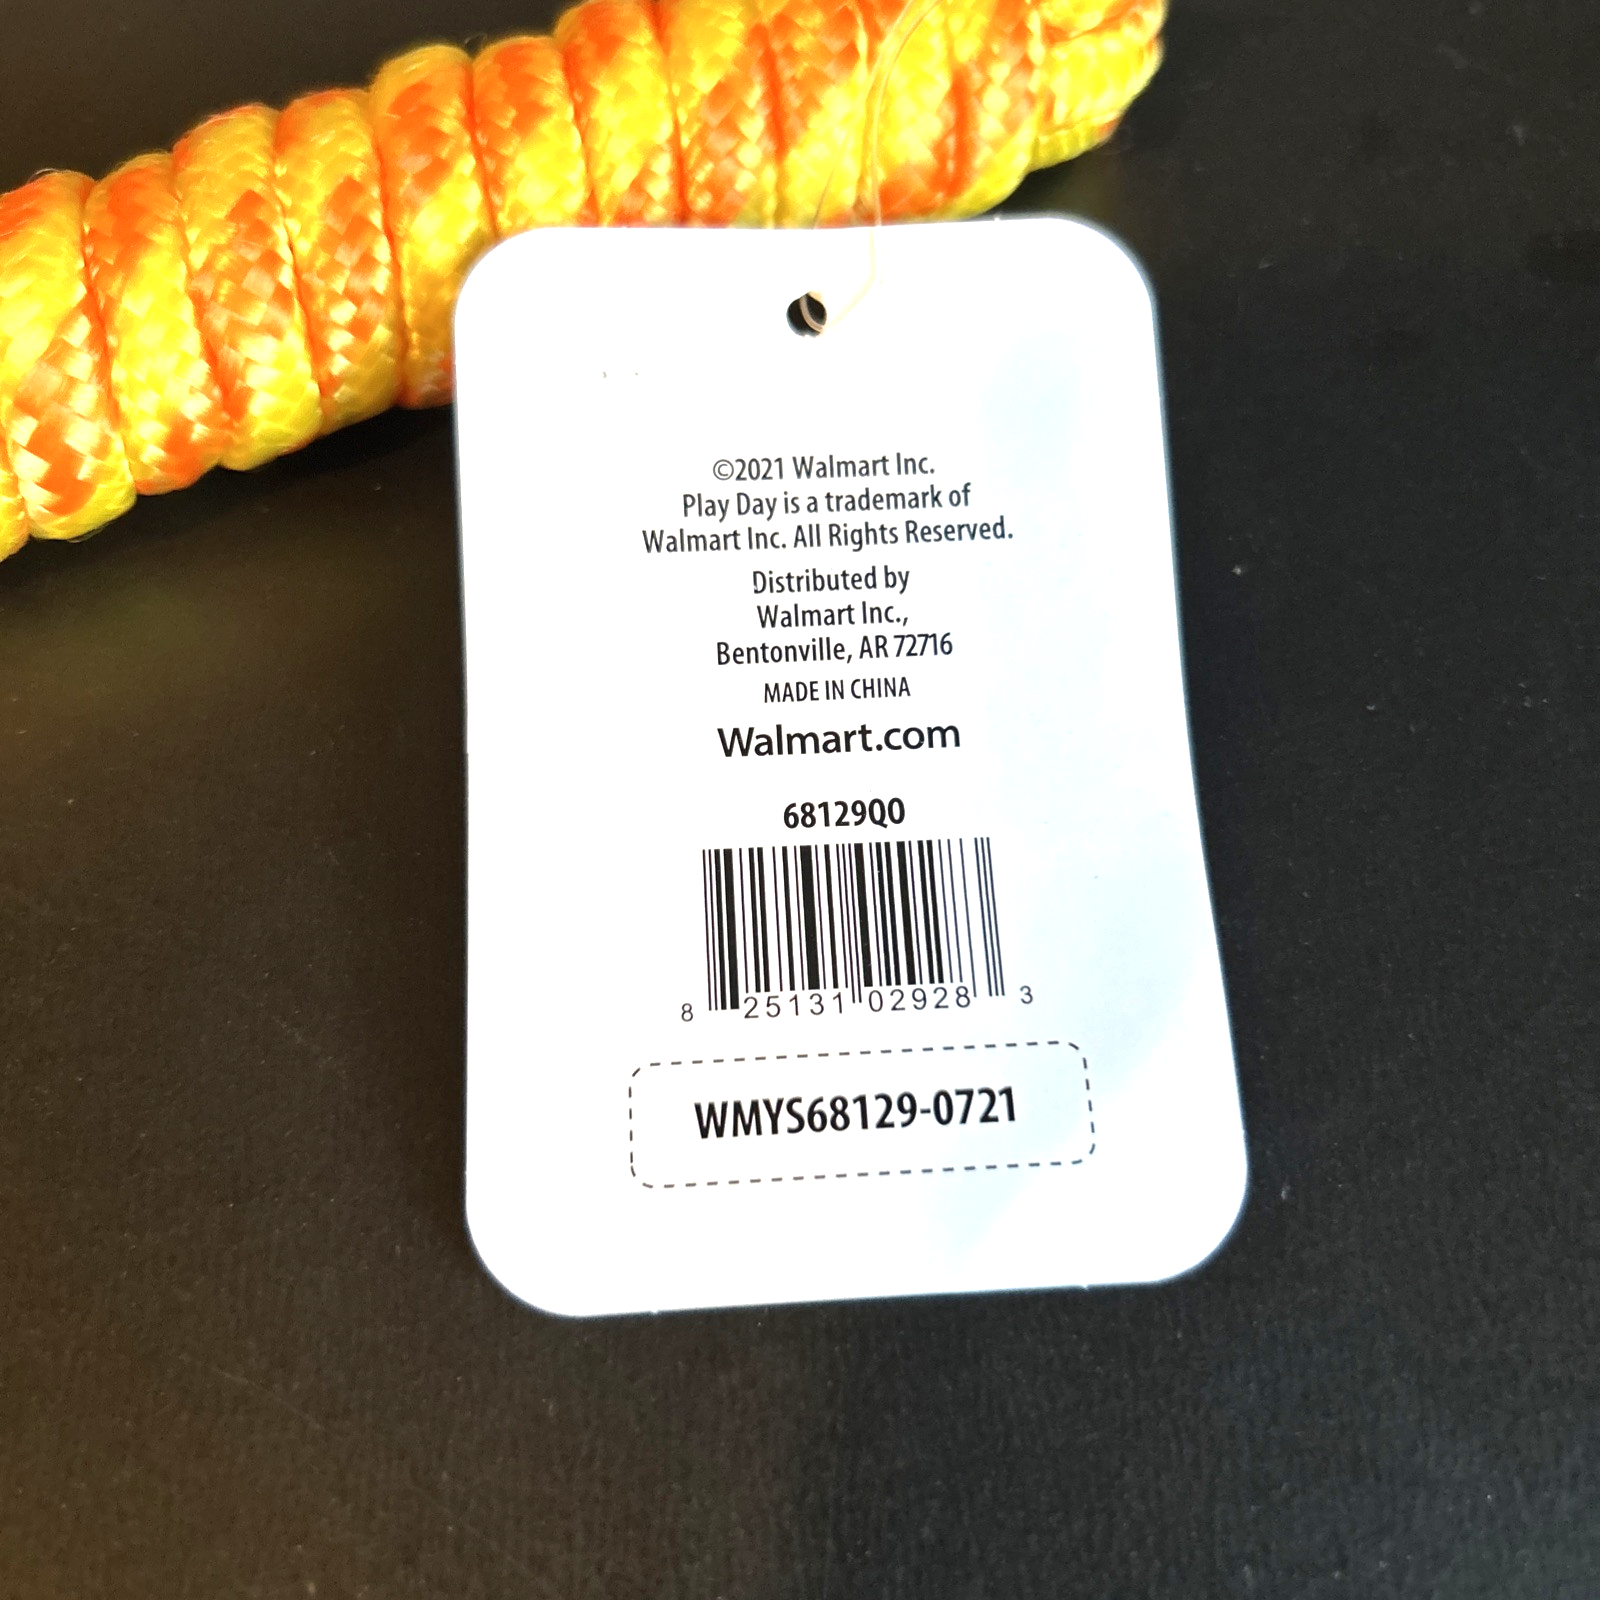 ©2021 Walmart Inc.
Play Day is a trademark of
Walmart Inc. All Rights Reserved.
Distributed by
Walmart Inc.,
Bentonville, AR 72716
MADE IN CHINA
Walmart.com
68129Q0
8 25131 02928 3
WMYS68129-0721